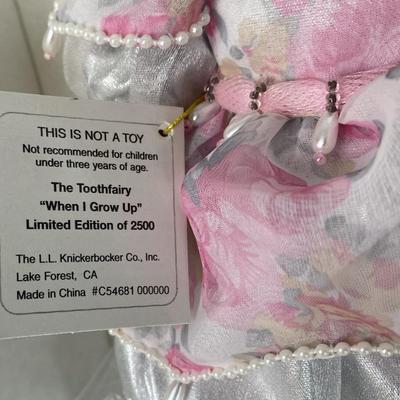 THIS IS NOT A TOY
Not recommended for children
under three years of age.
The Toothfairy
“When I Grow Up”
Limited Edition of 2500
The L.L. Knickerbocker Co., Inc.
Lake Forest, CA
Made in China #C54681 000000